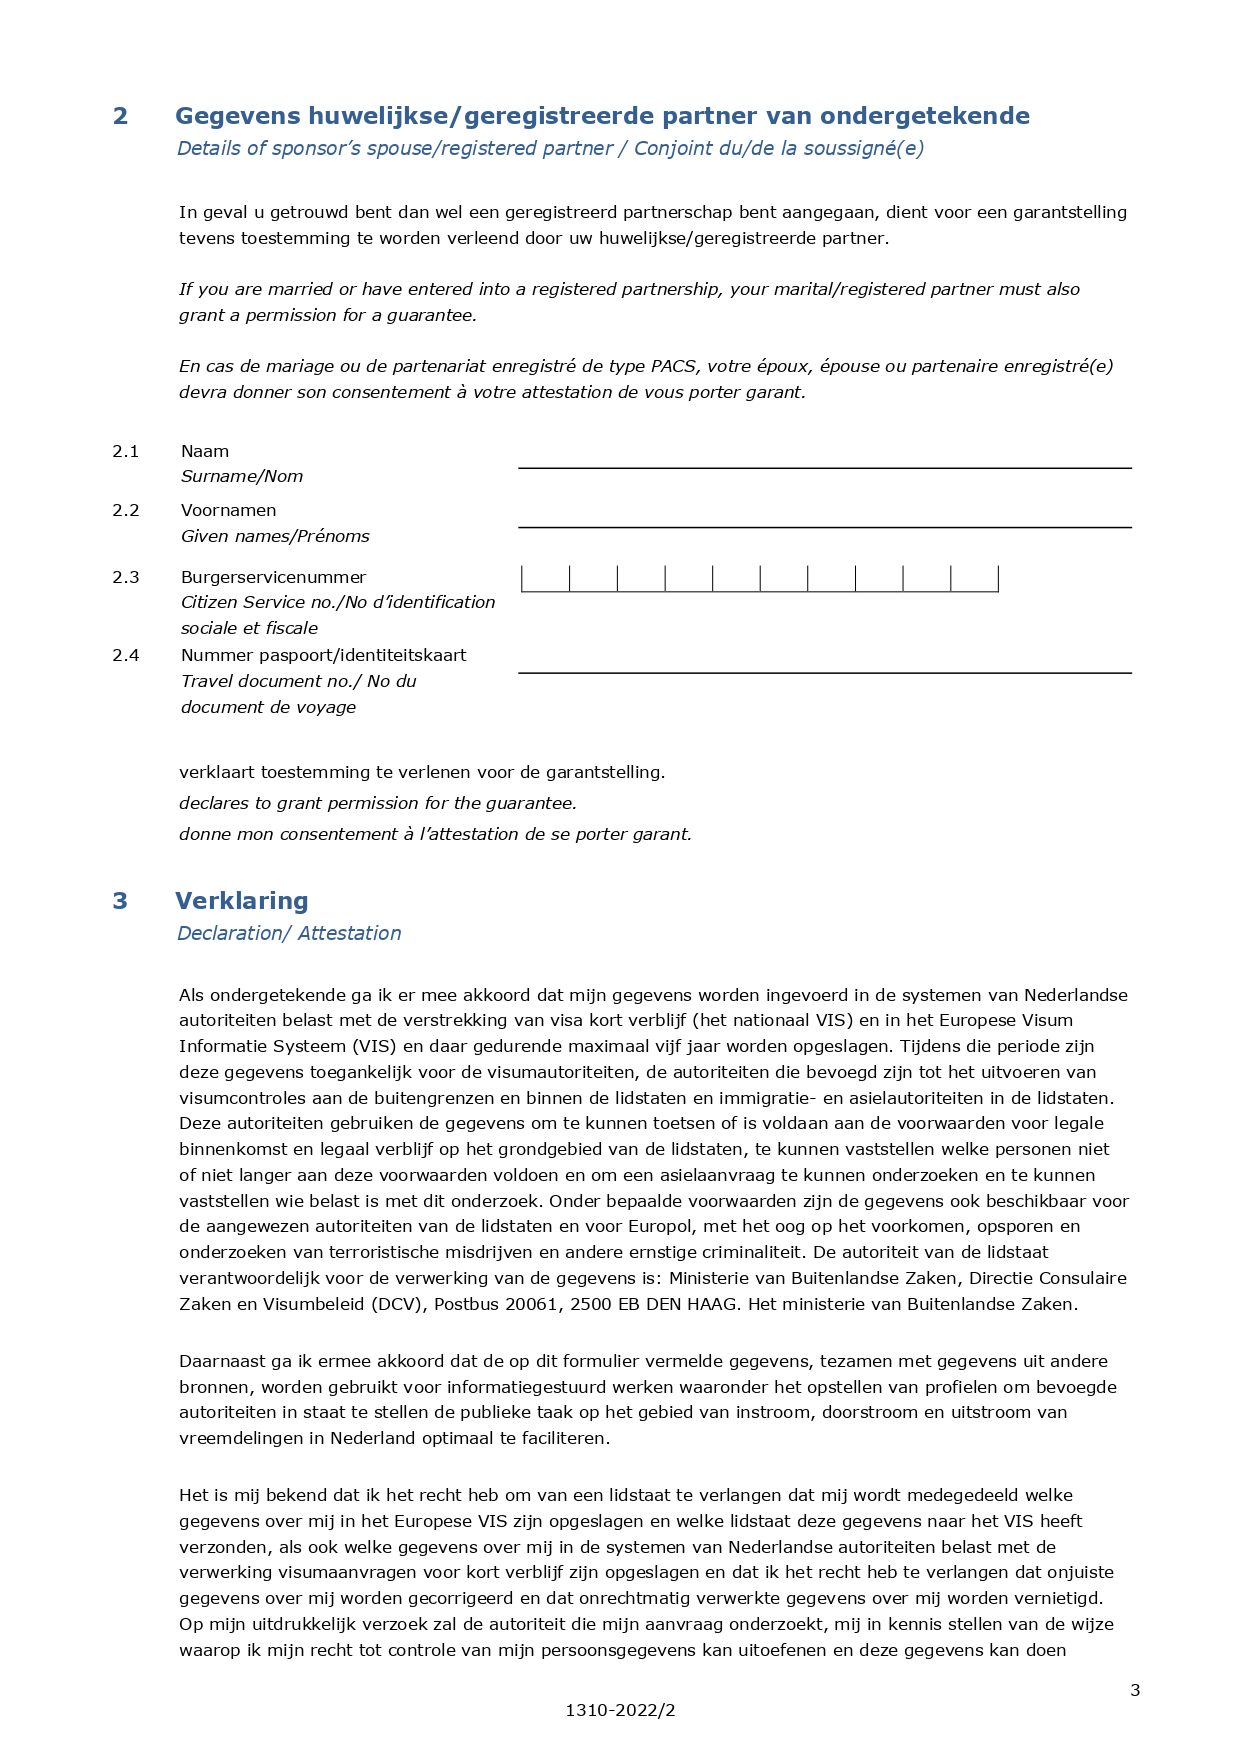 2 Gegevens huwelijkse/geregistreerde partner van ondergetekende
Details of sponsor’s spouse/registered partner / Conjoint du/de la soussigné(e)
In geval u getrouwd bent dan wel een geregistreerd partnerschap bent aangegaan, dient voor een garantstelling
tevens toestemming te worden verleend door uw huwelijkse/geregistreerde partner.
If you are married or have entered into a registered partnership, your marital/registered partner must also
grant a permission for a guarantee.
En cas de mariage ou de partenariat enregistré de type PACS, votre époux, épouse ou partenaire enregistré(e)
devra donner son consentement à votre attestation de vous porter garant.
2.1 Naam
Surname/Nom
2.2 Voornamen
Given names/Prénoms
2.3 Burgerservicenummer
Citizen Service no./No d’identification
sociale et fiscale
2.4 Nummer paspoort/identiteitskaart
Travel document no./ No du
document de voyage
verklaart toestemming te verlenen voor de garantstelling.
declares to grant permission for the guarantee.
donne mon consentement à l’attestation de se porter garant.
3 Verklaring
Declaration/ Attestation
Als ondergetekende ga ik er mee akkoord dat mijn gegevens worden ingevoerd in de systemen van Nederlandse
autoriteiten belast met de verstrekking van visa kort verblijf (het nationaal VIS) en in het Europese Visum
Informatie Systeem (VIS) en daar gedurende maximaal vijf jaar worden opgeslagen. Tijdens die periode zijn
deze gegevens toegankelijk voor de visumautoriteiten, de autoriteiten die bevoegd zijn tot het uitvoeren van
visumcontroles aan de buitengrenzen en binnen de lidstaten en immigratie- en asielautoriteiten in de lidstaten.
Deze autoriteiten gebruiken de gegevens om te kunnen toetsen of is voldaan aan de voorwaarden voor legale
binnenkomst en legaal verblijf op het grondgebied van de lidstaten, te kunnen vaststellen welke personen niet
of niet langer aan deze voorwaarden voldoen en om een asielaanvraag te kunnen onderzoeken en te kunnen
vaststellen wie belast is met dit onderzoek. Onder bepaalde voorwaarden zijn de gegevens ook beschikbaar voor
de aangewezen autoriteiten van de lidstaten en voor Europol, met het oog op het voorkomen, opsporen en
onderzoeken van terroristische misdrijven en andere ernstige criminaliteit. De autoriteit van de lidstaat
verantwoordelijk voor de verwerking van de gegevens is: Ministerie van Buitenlandse Zaken, Directie Consulaire
Zaken en Visumbeleid (DCV), Postbus 20061, 2500 EB DEN HAAG. Het ministerie van Buitenlandse Zaken.
Daarnaast ga ik ermee akkoord dat de op dit formulier vermelde gegevens, tezamen met gegevens uit andere
bronnen, worden gebruikt voor informatiegestuurd werken waaronder het opstellen van profielen om bevoegde
autoriteiten in staat te stellen de publieke taak op het gebied van instroom, doorstroom en uitstroom van
vreemdelingen in Nederland optimaal te faciliteren.
Het is mij bekend dat ik het recht heb om van een lidstaat te verlangen dat mij wordt medegedeeld welke
gegevens over mij in het Europese VIS zijn opgeslagen en welke lidstaat deze gegevens naar het VIS heeft
verzonden, als ook welke gegevens over mij in de systemen van Nederlandse autoriteiten belast met de
verwerking visumaanvragen voor kort verblijf zijn opgeslagen en dat ik het recht heb te verlangen dat onjuiste
gegevens over mij worden gecorrigeerd en dat onrechtmatig verwerkte gegevens over mij worden vernietigd.
Op mijn uitdrukkelijk verzoek zal de autoriteit die mijn aanvraag onderzoekt, mij in kennis stellen van de wijze
waarop ik mijn recht tot controle van mijn persoonsgegevens kan uitoefenen en deze gegevens kan doen
3
1310-2022/2